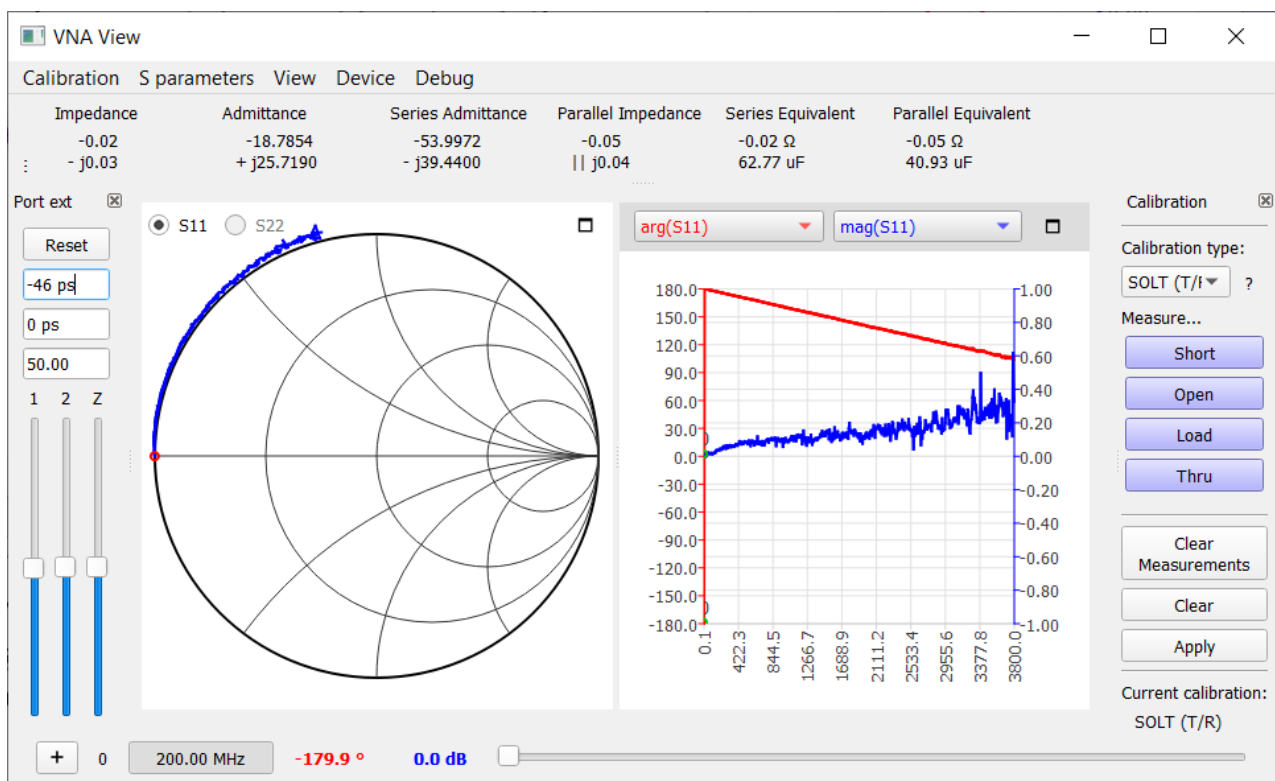 VNA View
Calibration S parameters View Device Debug
Impedance Admittance Series Admittance Parallel Impedance Series Equivalent Parallel Equivalent
-0.02 -18.7854 -53.9972 -0.05 -0.02 Ω -0.05 Ω
- j0.03 + j25.7190 - j39.4400 || j0.04 62.77 uF 40.93 uF
Port ext
Reset
-46 ps
0 ps
50.00
1 2 Z
S11 S22
arg(S11) mag(S11)
180.0
150.0
120.0
90.0
60.0
30.0
0.0
-30.0
-60.0
-90.0
-120.0
-150.0
-180.0
1.00
0.80
0.60
0.40
0.20
0.00
-0.20
-0.40
-0.60
-0.80
-1.00
0.1
422.3
844.5
1266.7
1688.9
2111.2
2533.4
2955.6
3377.8
3800.0
Calibration
Calibration type:
SOLT (T/ ?
Measure...
Short
Open
Load
Thru
Clear
Measurements
Clear
Apply
Current calibration:
SOLT (T/R)
+ 0 200.00 MHz -179.9 º 0.0 dB